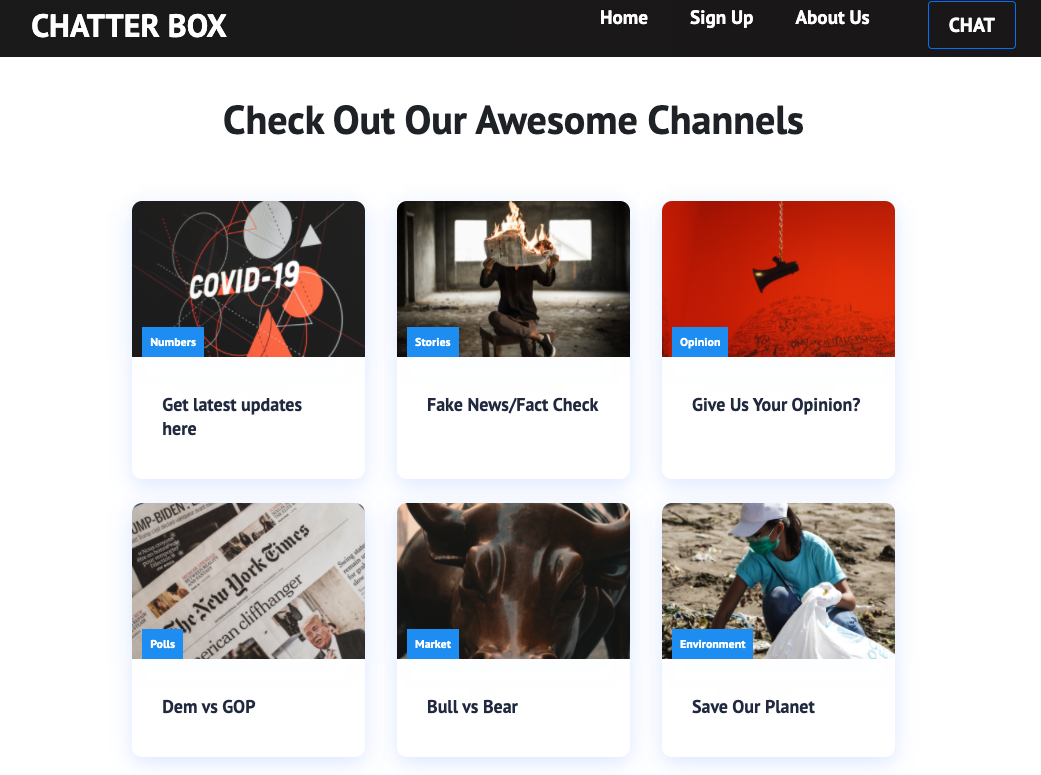 CHATTER BOX
Home
Sign Up
About Us
CHAT
Check Out Our Awesome Channels
COVID-19
Numbers
Get latest updates
here
Stories
Fake News/Fact Check
Opinion
Give Us Your Opinion?
MP-BIDEN
The New York Times
erican cliffhanger
Polls
Dem vs GOP
Market
Bull vs Bear
Environment
Save Our Planet